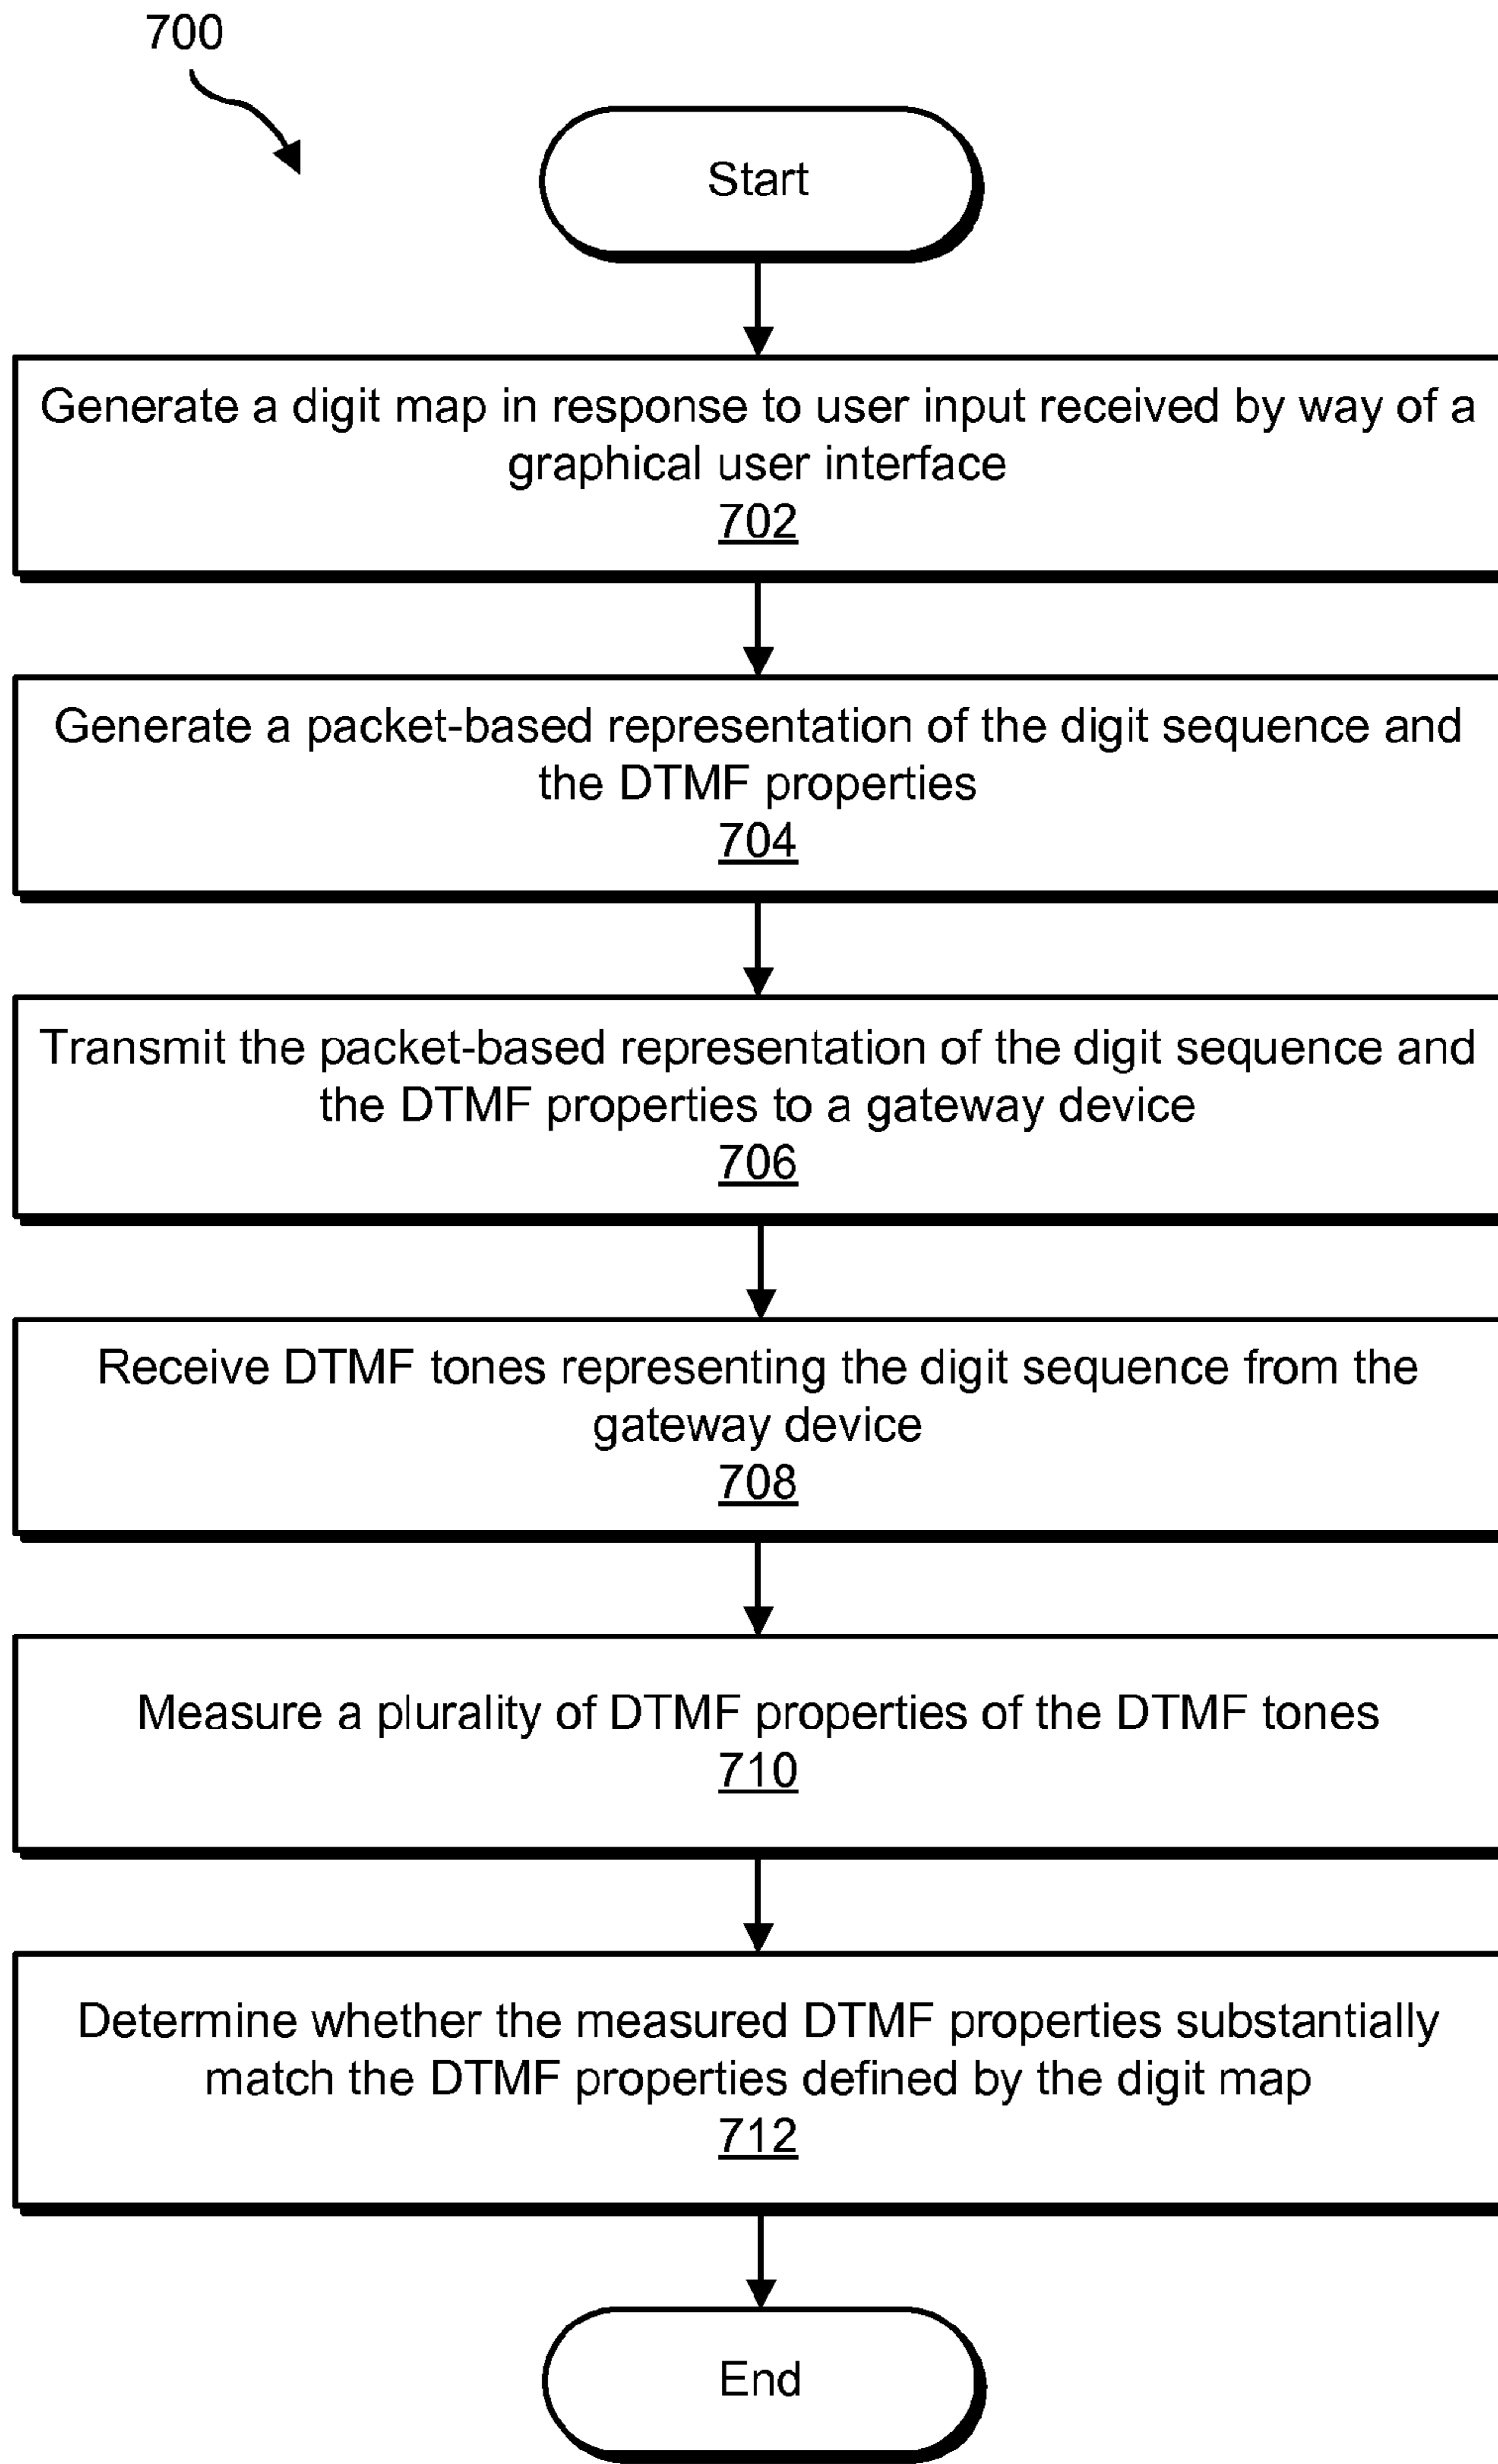 700
Start
Generate a digit map in response to user input received by way of a
graphical user interface
702
Generate a packet-based representation of the digit sequence and
the DTMF properties
704
Transmit the packet-based representation of the digit sequence and
the DTMF properties to a gateway device
706
Receive DTMF tones representing the digit sequence from the
gateway device
708
Measure a plurality of DTMF properties of the DTMF tones
710
Determine whether the measured DTMF properties substantially
match the DTMF properties defined by the digit map
712
End